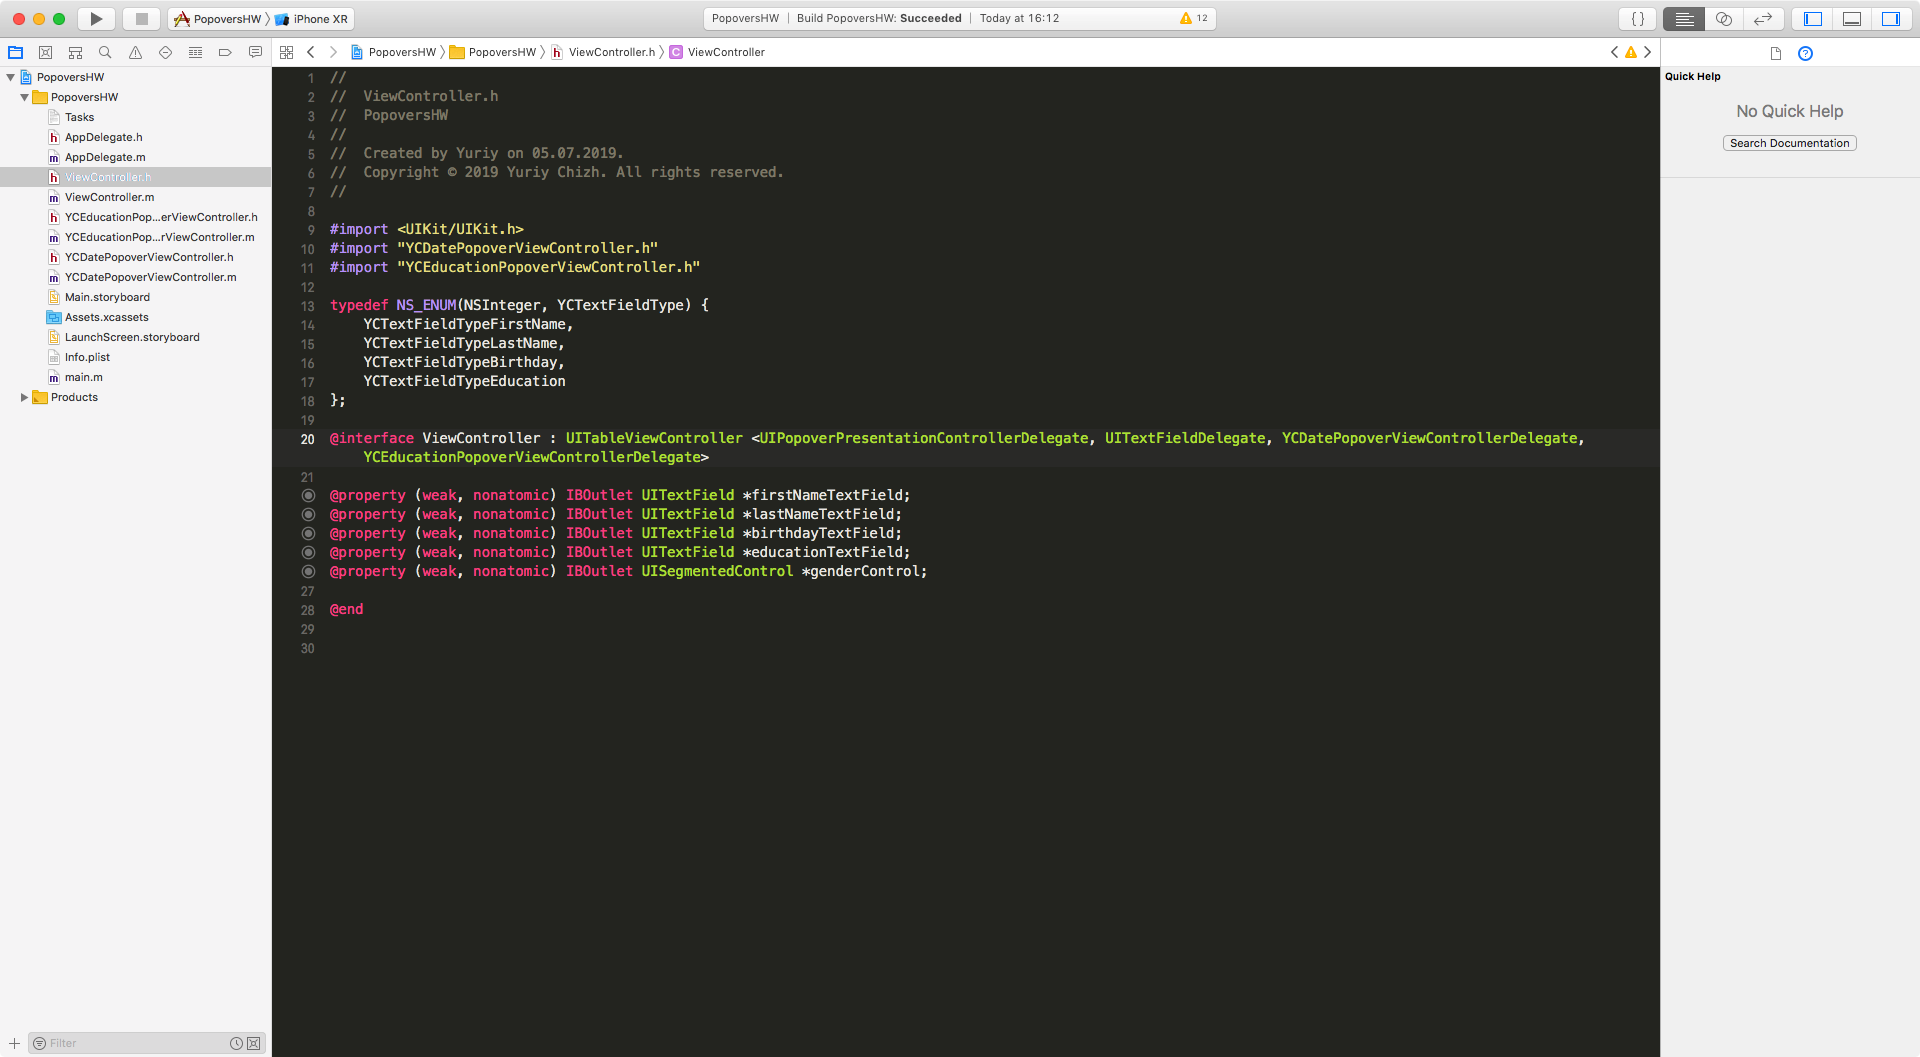 PopoversHW iPhone XR
PopoversHW Build PopoversHW: Succeeded Today at 16:12 12
{ }
PopoversHW PopoversHW h ViewController.h C ViewController
PopoversHW
PopoversHW
Tasks
h AppDelegate.h
m AppDelegate.m
h ViewController.h
m ViewController.m
h YCEducationPop...erViewController.h
m YCEducationPop...rViewController.m
h YCDatePopoverViewController.h
m YCDatePopoverViewController.m
Main.storyboard
Assets.xcassets
LaunchScreen.storyboard
Info.plist
m main.m
Products
Filter
1 //
2 //  ViewController.h
3 //  PopoversHW
4 //
5 //  Created by Yuriy on 05.07.2019.
6 //  Copyright © 2019 Yuriy Chizh. All rights reserved.
7 //
8
9 #import <UIKit/UIKit.h>
10 #import "YCDatePopoverViewController.h"
11 #import "YCEducationPopoverViewController.h"
12
13 typedef NS_ENUM(NSInteger, YCTextFieldType) {
14     YCTextFieldTypeFirstName,
15     YCTextFieldTypeLastName,
16     YCTextFieldTypeBirthday,
17     YCTextFieldTypeEducation
18 };
19
20 @interface ViewController : UITableViewController <UIPopoverPresentationControllerDelegate, UITextFieldDelegate, YCDatePopoverViewControllerDelegate,
YCEducationPopoverViewControllerDelegate>
21
@property (weak, nonatomic) IBOutlet UITextField *firstNameTextField;
@property (weak, nonatomic) IBOutlet UITextField *lastNameTextField;
@property (weak, nonatomic) IBOutlet UITextField *birthdayTextField;
@property (weak, nonatomic) IBOutlet UITextField *educationTextField;
@property (weak, nonatomic) IBOutlet UISegmentedControl *genderControl;
27
28 @end
29
30
Quick Help
No Quick Help
Search Documentation